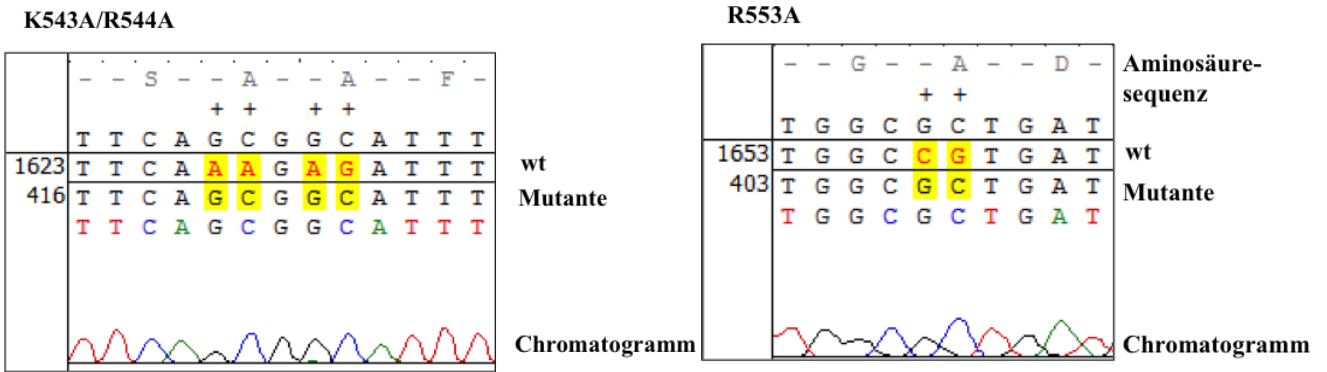 K543A/R544A
- - S - - A - - A - - F -
+ + + +
T T C A G C G G C A T T T
1623 T T C A A A G A G A T T T wt
416 T T C A G C G G C A T T T Mutante
T T C A G C G G C A T T T
Chromatogramm
R553A
- - G - - A - - D - Aminosäure-
sequenz
+ +
T G G C G C T G A T
1653 T G G C C G T G A T wt
403 T G G C G C T G A T Mutante
T G G C G C T G A T
Chromatogramm